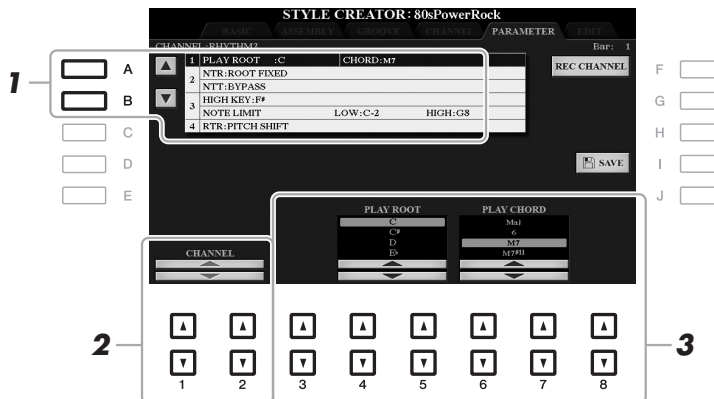 STYLE CREATOR: 80sPowerRock
BASIC ASSEMBLY GROOVE CHANNEL PARAMETER EDIT
CHANNEL:RHYTHM2 Bar: 1
1 PLAY ROOT :C CHORD:M7
REC CHANNEL
2 NTR:ROOT FIXED
NTT:BYPASS
3 HIGH KEY:F#
NOTE LIMIT LOW:C-2 HIGH:G8
4 RTR:PITCH SHIFT
SAVE
A
B
C
D
E
F
G
H
I
J
1
PLAY ROOT
C
C#
D
E♭
PLAY CHORD
Maj
6
M7
M7#11
CHANNEL
2
3
1 2 3 4 5 6 7 8